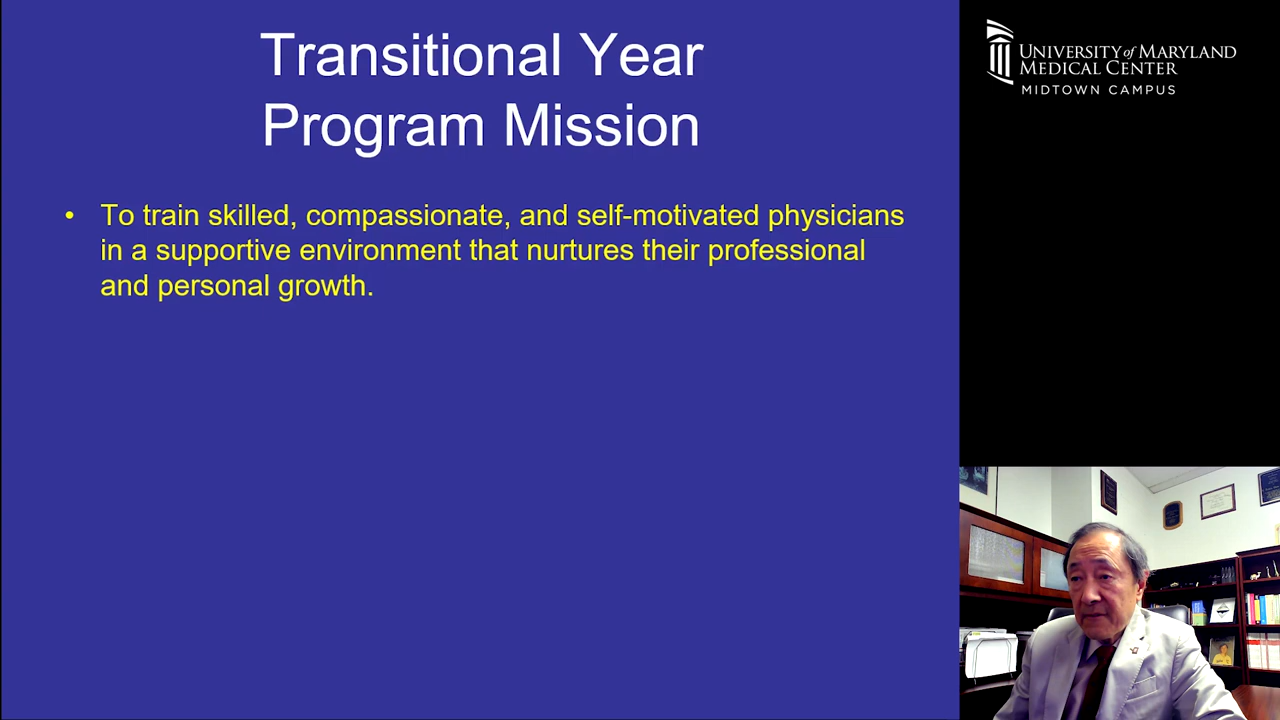 Transitional Year
Program Mission
• To train skilled, compassionate, and self-motivated physicians
in a supportive environment that nurtures their professional
and personal growth.
UNIVERSITY of MARYLAND
MEDICAL CENTER
MIDTOWN CAMPUS